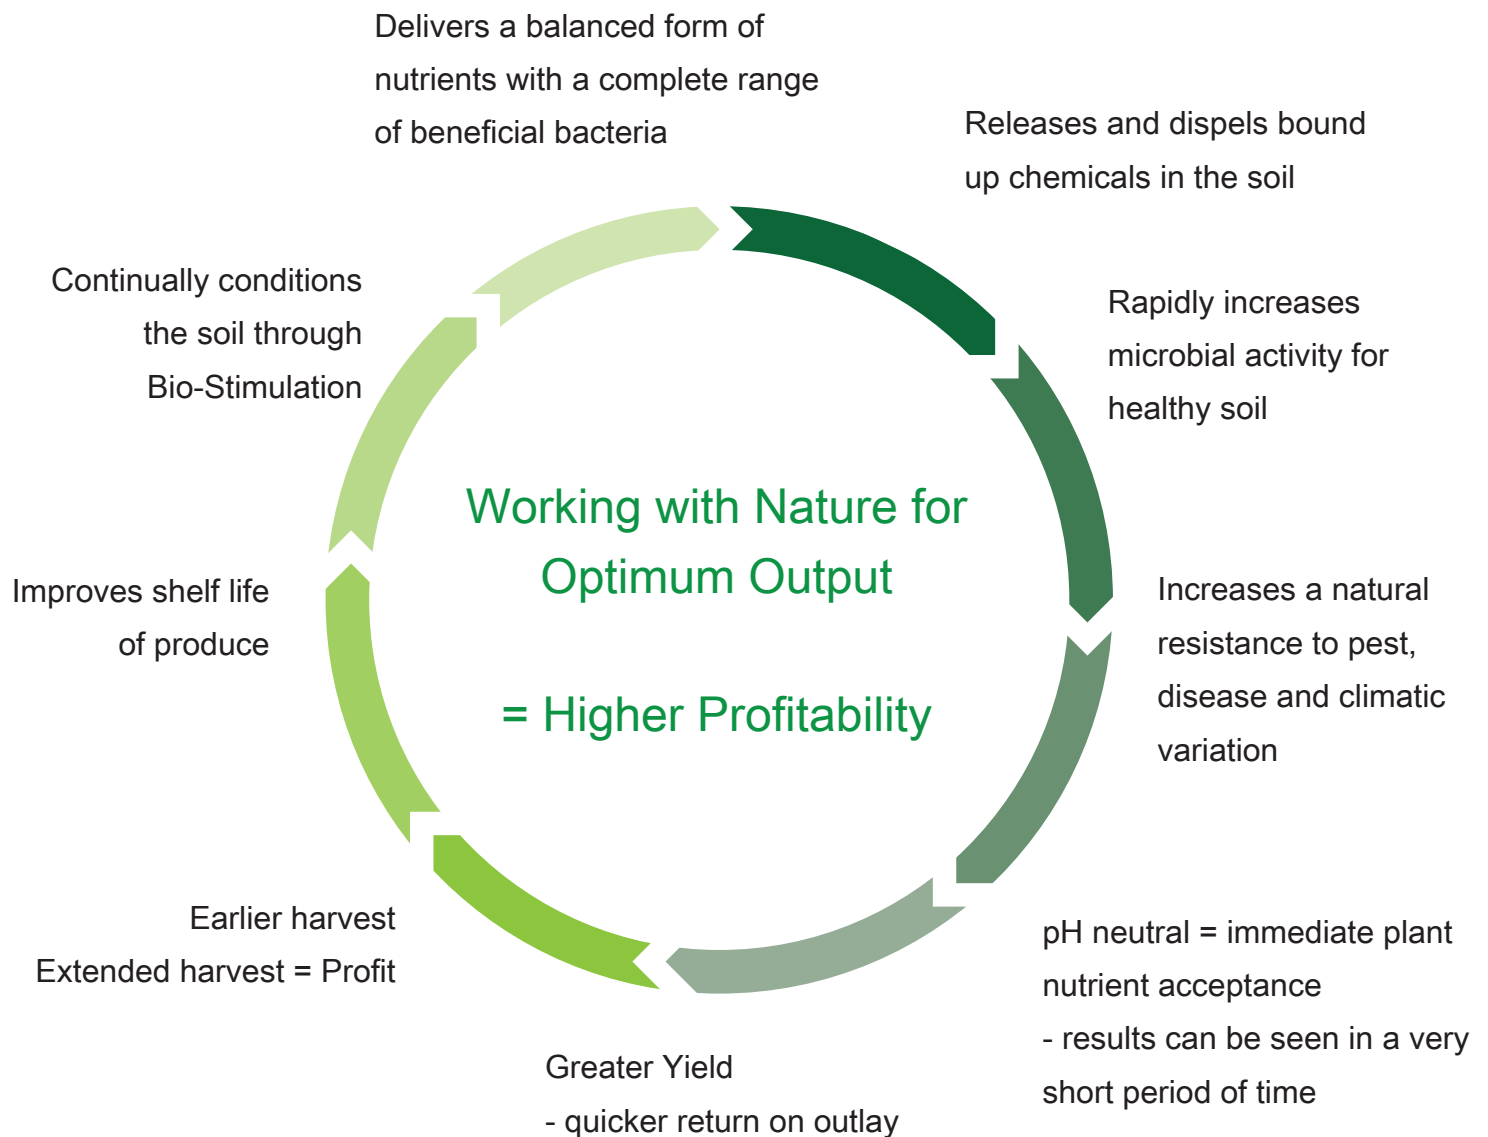 Delivers a balanced form of
nutrients with a complete range
of beneficial bacteria
Releases and dispels bound
up chemicals in the soil
Rapidly increases
microbial activity for
healthy soil
Increases a natural
resistance to pest,
disease and climatic
variation
pH neutral = immediate plant
nutrient acceptance
- results can be seen in a very
short period of time
Greater Yield
- quicker return on outlay
Earlier harvest
Extended harvest = Profit
Improves shelf life
of produce
Continually conditions
the soil through
Bio-Stimulation
Working with Nature for
Optimum Output
= Higher Profitability